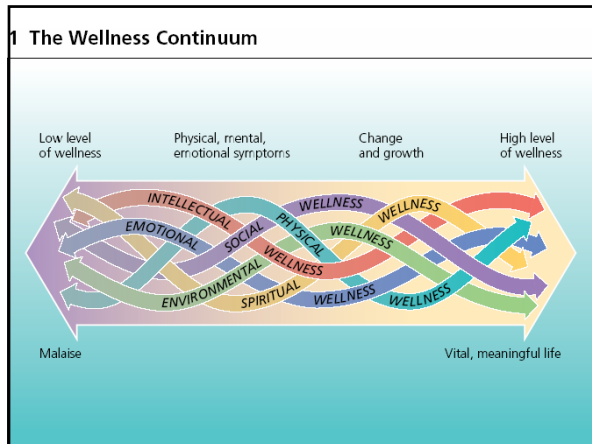 1 The Wellness Continuum
Low level
of wellness
Physical, mental,
emotional symptoms
Change
and growth
High level
of wellness
INTELLECTUAL WELLNESS
EMOTIONAL WELLNESS
SOCIAL WELLNESS
PHYSICAL WELLNESS
ENVIRONMENTAL WELLNESS
SPIRITUAL WELLNESS
Malaise
Vital, meaningful life